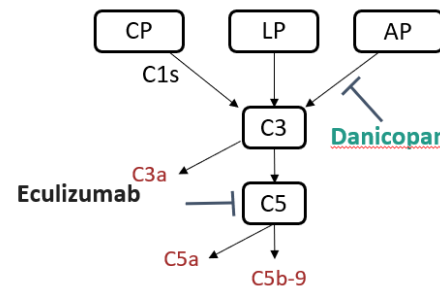 CP
LP
AP
C1s
C3
Danicopan
C3a
Eculizumab
C5
C5a
C5b-9